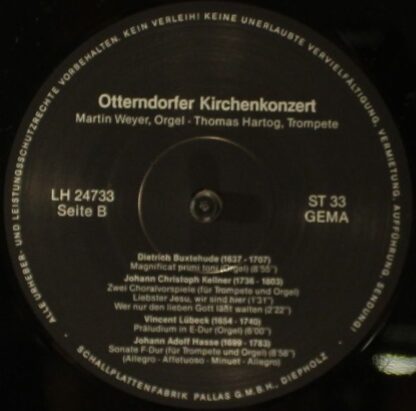 ALLE URHEBER- UND LEISTUNGSSCHUTZRECHTE VORBEHALTEN. KEIN VERLEIH! KEINE UNERLAUBTE VERVIELFÄLTIGUNG, VERMIETUNG, AUFFÜHRUNG, SENDUNG!
Otterndorfer Kirchenkonzert
Martin Weyer, Orgel - Thomas Hartog, Trompete
LH 24733
Seite B
ST 33
GEMA
Dietrich Buxtehude (1637 - 1707)
Magnificat primi toni (Orgel) (8'55")
Johann Christoph Kellner (1736 - 1803)
Zwei Choralvorspiele (für Trompete und Orgel)
Liebster Jesu, wir sind hier (1'31")
Wer nur den lieben Gott läßt walten (2'22")
Vincent Lübeck (1654 - 1740)
Präludium in E-Dur (Orgel) (6'00")
Johann Adolf Hasse (1699 - 1783)
Sonate F-Dur (für Trompete und Orgel) (8'58")
(Allegro - Affetuoso - Minuet - Allegro)
SCHALLPLATTENFABRIK PALLAS G.M.B.H. DIEPHOLZ